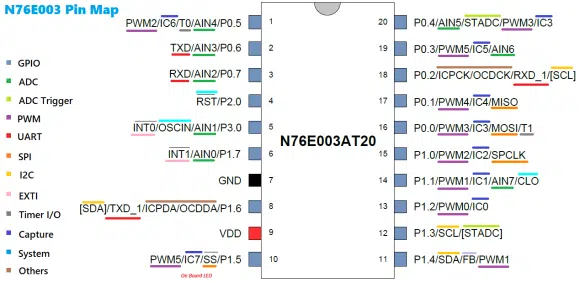 N76E003 Pin Map
GPIO
ADC
ADC Trigger
PWM
UART
SPI
I2C
EXTI
Timer I/O
Capture
System
Others
PWM2/IC6/T0/AIN4/P0.5 1
TXD/AIN3/P0.6 2
RXD/AIN2/P0.7 3
RST/P2.0 4
INT0/OSCIN/AIN1/P3.0 5
INT1/AIN0/P1.7 6
GND 7
[SDA]/TXD_1/ICPDA/OCDDA/P1.6 8
VDD 9
PWM5/IC7/SS/P1.5 10
On Board LED
N76E003AT20
20 P0.4/AIN5/STADC/PWM3/IC3
19 P0.3/PWM5/IC5/AIN6
18 P0.2/ICPCK/OCDCK/RXD_1/[SCL]
17 P0.1/PWM4/IC4/MISO
16 P0.0/PWM3/IC3/MOSI/T1
15 P1.0/PWM2/IC2/SPCLK
14 P1.1/PWM1/IC1/AIN7/CLO
13 P1.2/PWM0/IC0
12 P1.3/SCL/[STADC]
11 P1.4/SDA/FB/PWM1